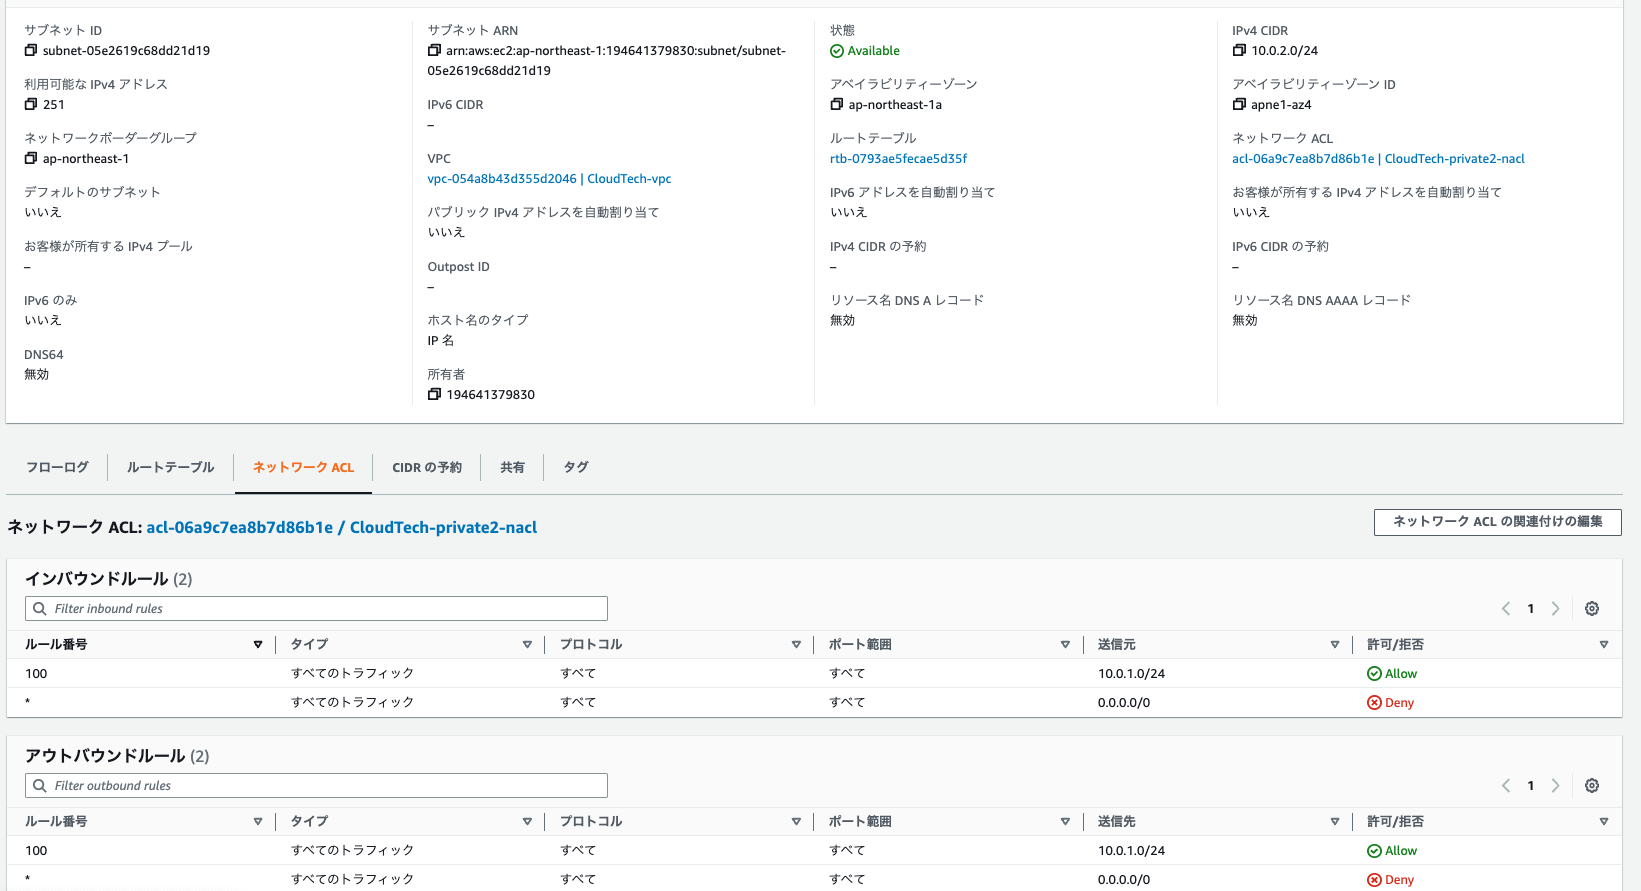 サブネット ID
subnet-05e2619c68dd21d19
利用可能な IPv4 アドレス
251
ネットワークボーダーグループ
ap-northeast-1
デフォルトのサブネット
いいえ
お客様が所有する IPv4 プール
–
IPv6 のみ
いいえ
DNS64
無効
サブネット ARN
arn:aws:ec2:ap-northeast-1:194641379830:subnet/subnet-
05e2619c68dd21d19
IPv6 CIDR
–
VPC
vpc-054a8b43d355d2046 | CloudTech-vpc
パブリック IPv4 アドレスを自動割り当て
いいえ
Outpost ID
–
ホスト名のタイプ
IP 名
所有者
194641379830
状態
Available
アベイラビリティーゾーン
ap-northeast-1a
ルートテーブル
rtb-0793ae5fecae5d35f
IPv6 アドレスを自動割り当て
いいえ
IPv4 CIDR の予約
–
リソース名 DNS A レコード
無効
IPv4 CIDR
10.0.2.0/24
アベイラビリティーゾーン ID
apne1-az4
ネットワーク ACL
acl-06a9c7ea8b7d86b1e | CloudTech-private2-nacl
お客様が所有する IPv4 アドレスを自動割り当て
いいえ
IPv6 CIDR の予約
–
リソース名 DNS AAAA レコード
無効
フローログ ルートテーブル ネットワーク ACL CIDR の予約 共有 タグ
ネットワーク ACL: acl-06a9c7ea8b7d86b1e / CloudTech-private2-nacl
ネットワーク ACL の関連付けの編集
インバウンドルール (2)
Filter inbound rules
1
ルール番号 タイプ プロトコル ポート範囲 送信元 許可/拒否
100 すべてのトラフィック すべて すべて 10.0.1.0/24 Allow
* すべてのトラフィック すべて すべて 0.0.0.0/0 Deny
アウトバウンドルール (2)
Filter outbound rules
1
ルール番号 タイプ プロトコル ポート範囲 送信先 許可/拒否
100 すべてのトラフィック すべて すべて 10.0.1.0/24 Allow
* すべてのトラフィック すべて すべて 0.0.0.0/0 Deny